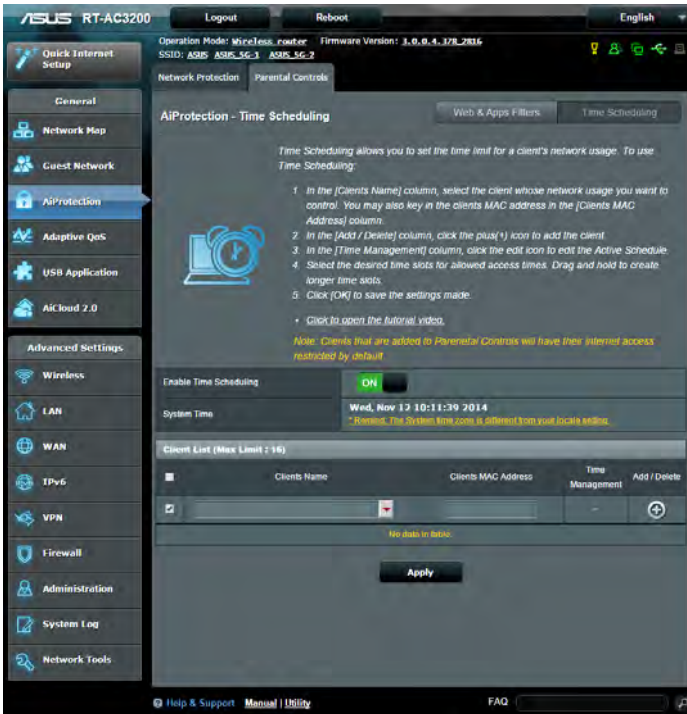 ASUS RT-AC3200 Logout Reboot English
Quick Internet Setup
Operation Mode: Wireless router Firmware Version: 3.0.0.4.378_2816
SSID: ASUS ASUS_5G-1 ASUS_5G-2
Network Protection Parental Controls
General
Network Map
Guest Network
AiProtection
Adaptive QoS
USB Application
AiCloud 2.0
Advanced Settings
Wireless
LAN
WAN
IPv6
VPN
Firewall
Administration
System Log
Network Tools
AiProtection - Time Scheduling
Web & Apps Filters Time Scheduling
Time Scheduling allows you to set the time limit for a client's network usage. To use
Time Scheduling:
1. In the [Clients Name] column, select the client whose network usage you want to
control. You may also key in the clients MAC address in the [Clients MAC
Address] column.
2. In the [Add / Delete] column, click the plus(+) icon to add the client.
3. In the [Time Management] column, click the edit icon to edit the Active Schedule.
4. Select the desired time slots for allowed access times. Drag and hold to create
longer time slots.
5. Click [OK] to save the settings made.
• Click to open the tutorial video.
Note: Clients that are added to Parenetal Controls will have their internet access
restricted by default
Enable Time Scheduling ON
System Time Wed, Nov 12 10:11:39 2014
* Remind: The System time zone is different from your locale setting.
Client List (Max Limit : 16)
Clients Name Clients MAC Address Time Management Add / Delete
--
No data in table.
Apply
Help & Support Manual | Utility FAQ